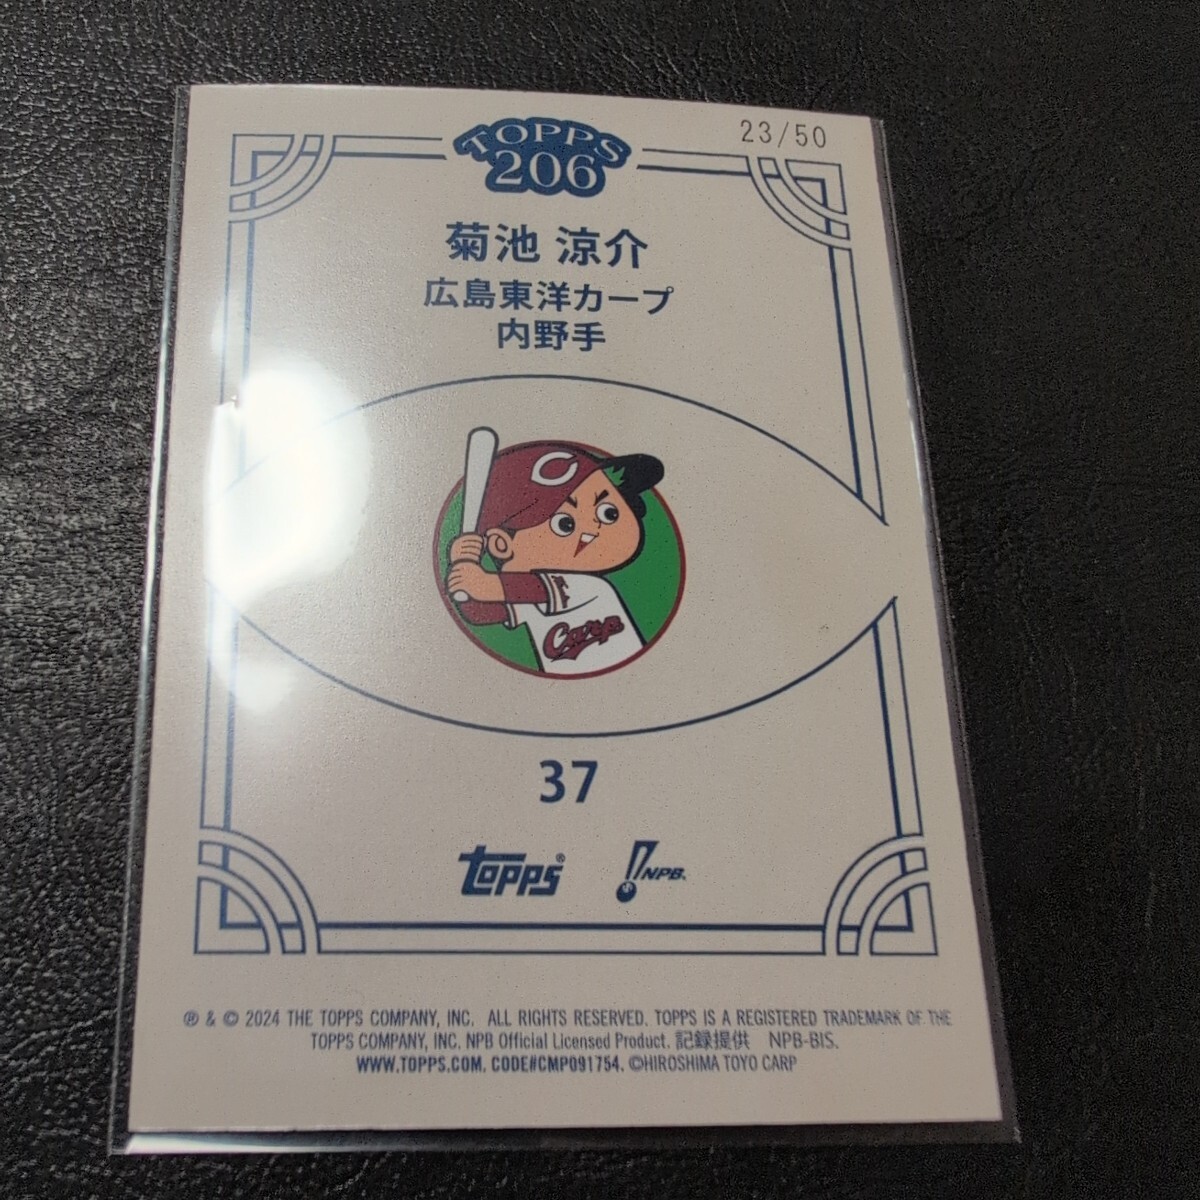 23/50
TOPPS
206
菊池 涼介
広島東洋カープ
内野手
C
Carp
37
topps®
NPB.
® & © 2024 THE TOPPS COMPANY, INC. ALL RIGHTS RESERVED. TOPPS IS A REGISTERED TRADEMARK OF THE
TOPPS COMPANY, INC. NPB Official Licensed Product. 記録提供 NPB-BIS.
WWW.TOPPS.COM. CODE#CMP091754. ©HIROSHIMA TOYO CARP